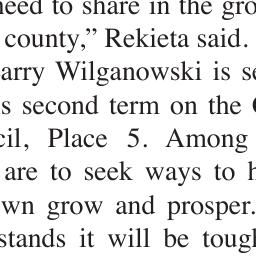 need to share in the gro
county,” Rekieta said.
arry Wilganowski is se
s second term on the
cil, Place 5. Among
are to seek ways to h
wn grow and prosper.
stands it will be toug